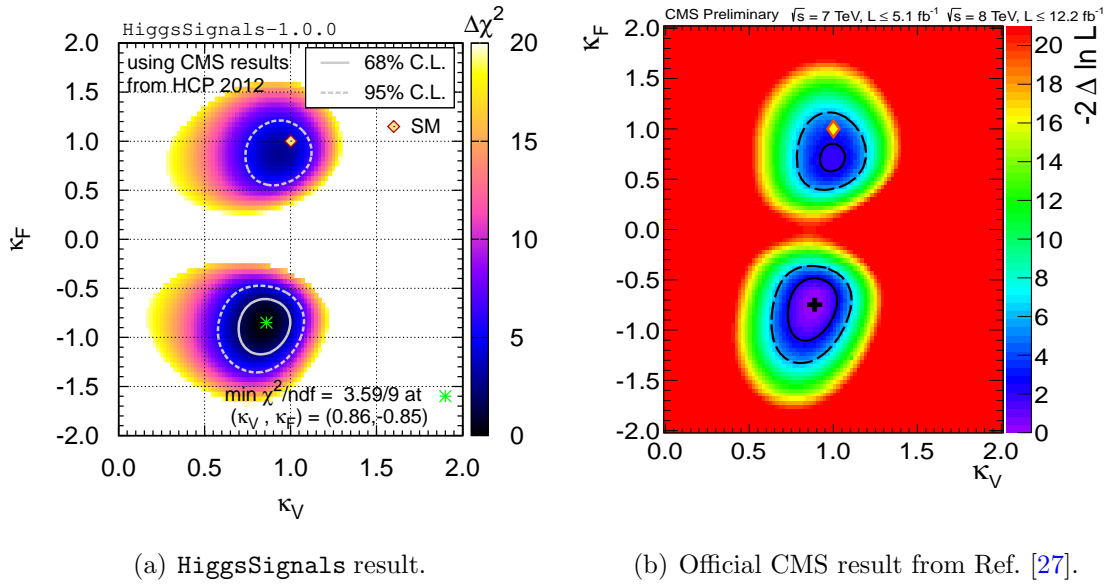 HiggsSignals-1.0.0
Δχ²
using CMS results
from HCP 2012
68% C.L.
95% C.L.
SM
2.0
1.5
1.0
0.5
0.0
-0.5
-1.0
-1.5
-2.0
κ_F
min χ²/ndf = 3.59/9 at
(κ_V , κ_F) = (0.86,-0.85)
0.0 0.5 1.0 1.5 2.0
κ_V
20
15
10
5
0
(a) HiggsSignals result.
CMS Preliminary √s = 7 TeV, L ≤ 5.1 fb⁻¹ √s = 8 TeV, L ≤ 12.2 fb⁻¹
κ_F
2.0
1.5
1.0
0.5
0.0
-0.5
-1.0
-1.5
-2.0
0.0 0.5 1.0 1.5 2.0
κ_V
20
18
16
14
12
10
8
6
4
2
0
-2 Δ ln L
(b) Official CMS result from Ref. [27].